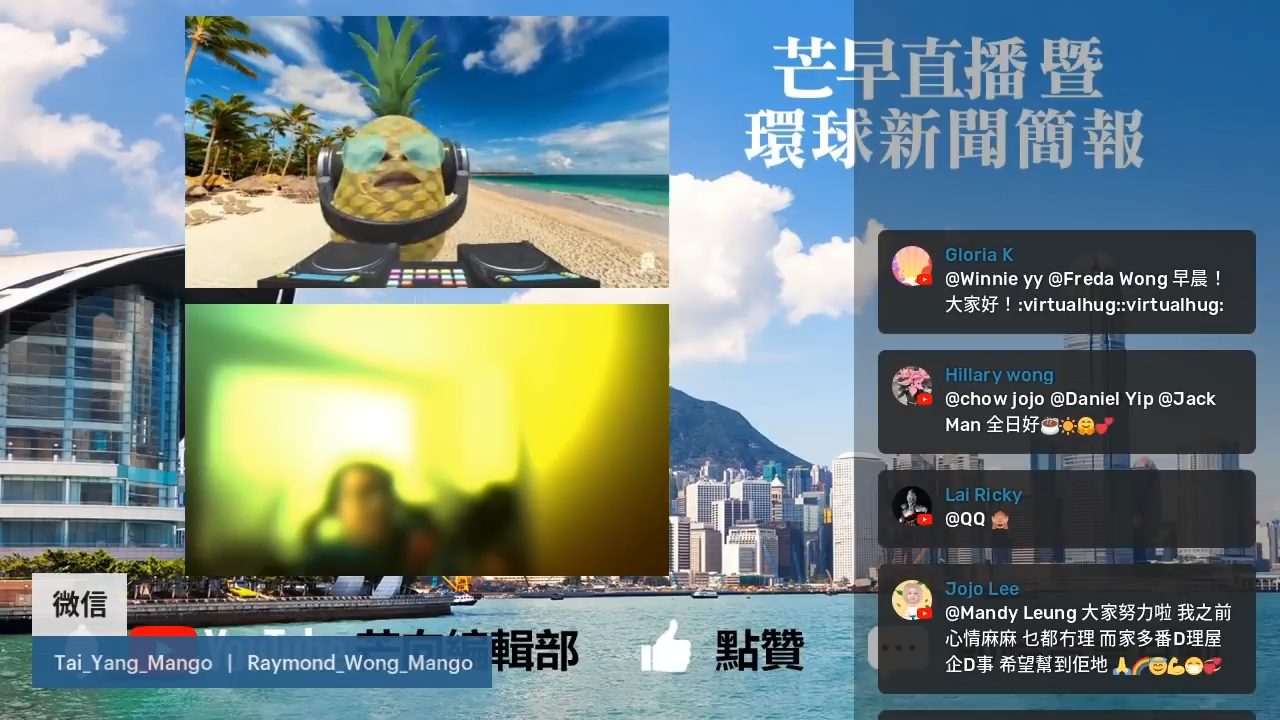 芒早直播 暨
環球新聞簡報
Gloria K
@Winnie yy @Freda Wong 早晨！
大家好！:virtualhug::virtualhug:
Hillary wong
@chow jojo @Daniel Yip @Jack
Man 全日好☕☀🤗💕
Lai Ricky
@QQ 🙈
Jojo Lee
@Mandy Leung 大家努力啦 我之前
心情麻麻 乜都冇理 而家多番D理屋
企D事 希望幫到佢地 🙏🌈😇💪😷💞
微信
Tai_Yang_Mango | Raymond_Wong_Mango
編輯部
點贊